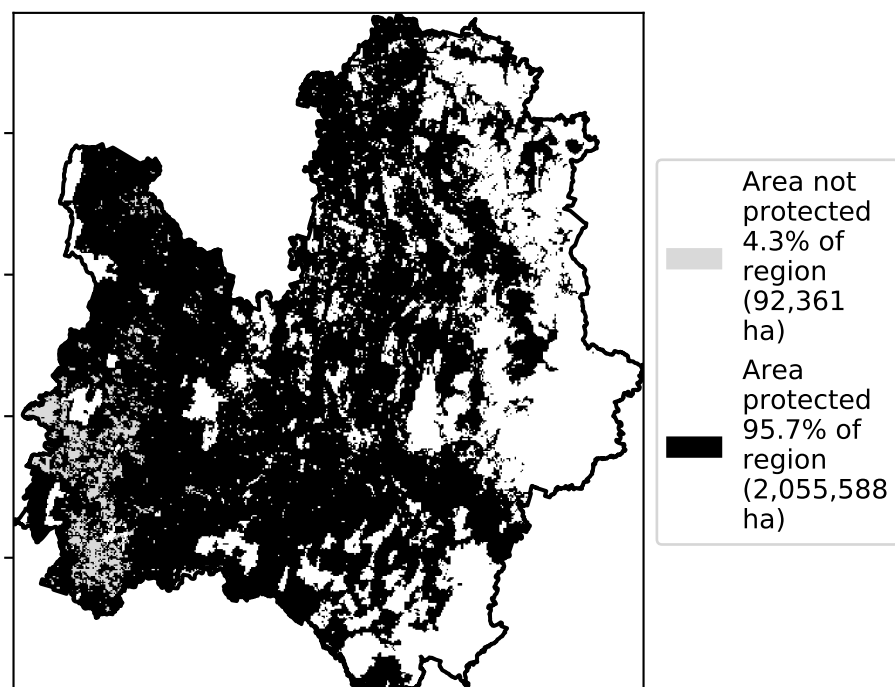 Area not
protected
4.3% of
region
(92,361
ha)
Area
protected
95.7% of
region
(2,055,588
ha)